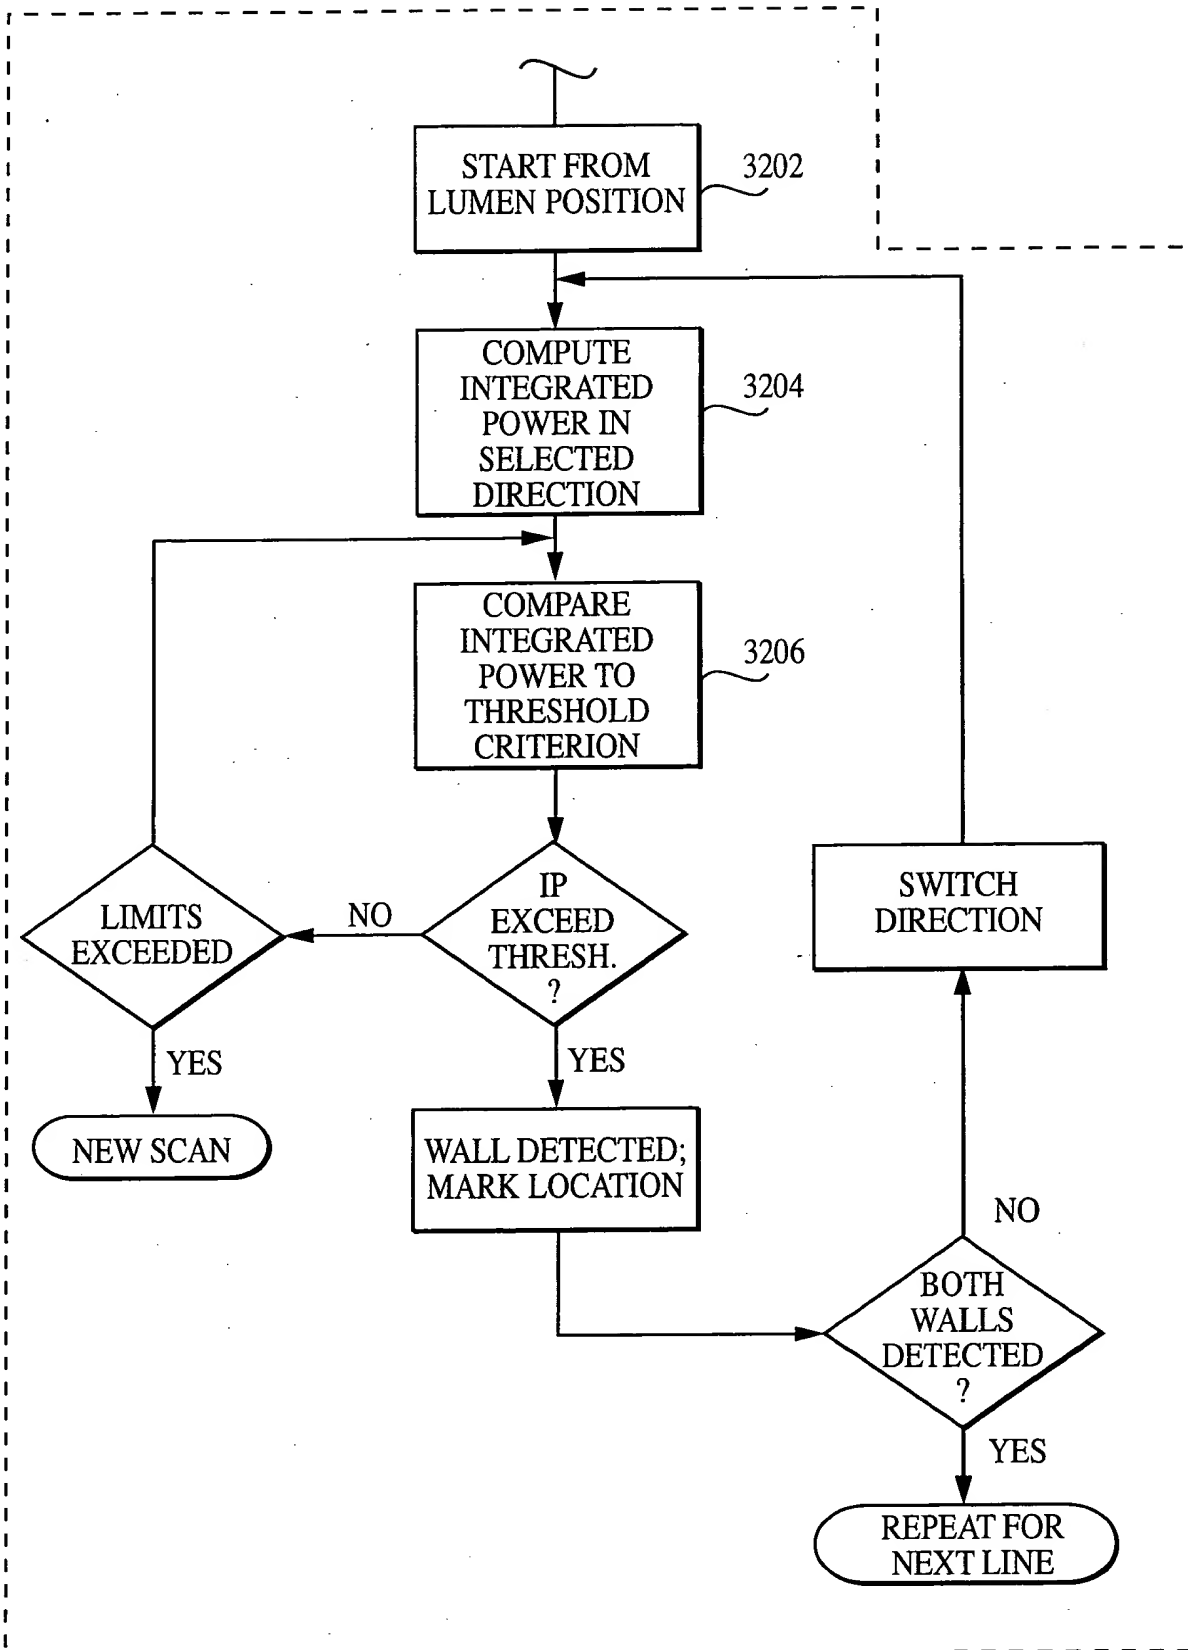 START FROM
LUMEN POSITION
3202
COMPUTE
INTEGRATED
POWER IN
SELECTED
DIRECTION
3204
COMPARE
INTEGRATED
POWER TO
THRESHOLD
CRITERION
3206
IP
EXCEED
THRESH.
?
NO
LIMITS
EXCEEDED
YES
NEW SCAN
YES
WALL DETECTED;
MARK LOCATION
SWITCH
DIRECTION
NO
BOTH
WALLS
DETECTED
?
YES
REPEAT FOR
NEXT LINE